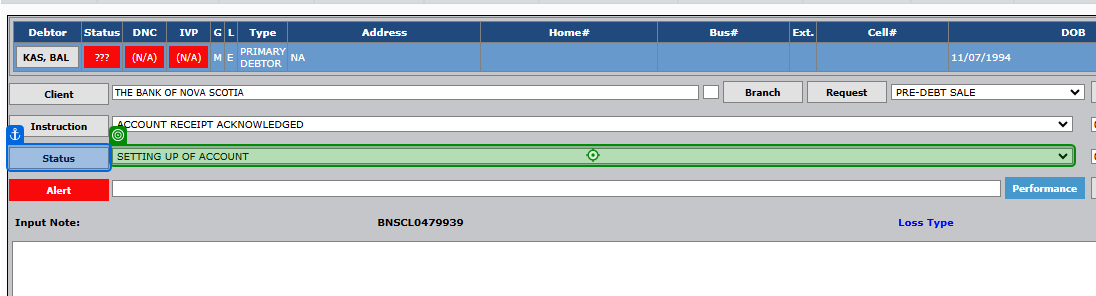 Debtor Status DNC IVP G L Type Address Home# Bus# Ext. Cell# DOB
KAS, BAL ??? (N/A) (N/A) M E PRIMARY DEBTOR NA 11/07/1994
Client THE BANK OF NOVA SCOTIA Branch Request PRE-DEBT SALE
Instruction ACCOUNT RECEIPT ACKNOWLEDGED
Status SETTING UP OF ACCOUNT
Alert Performance
Input Note: BNSCL0479939 Loss Type